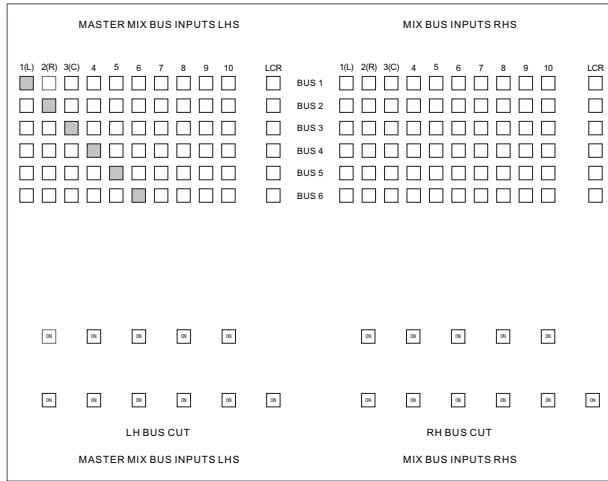 MASTER MIX BUS INPUTS LHS MIX BUS INPUTS RHS
1(L) 2(R) 3(C) 4 5 6 7 8 9 10 LCR 1(L) 2(R) 3(C) 4 5 6 7 8 9 10 LCR
BUS 1
BUS 2
BUS 3
BUS 4
BUS 5
BUS 6
ON ON ON ON ON ON ON ON ON ON
ON ON ON ON ON ON ON ON ON ON ON ON
LH BUS CUT RH BUS CUT
MASTER MIX BUS INPUTS LHS MIX BUS INPUTS RHS